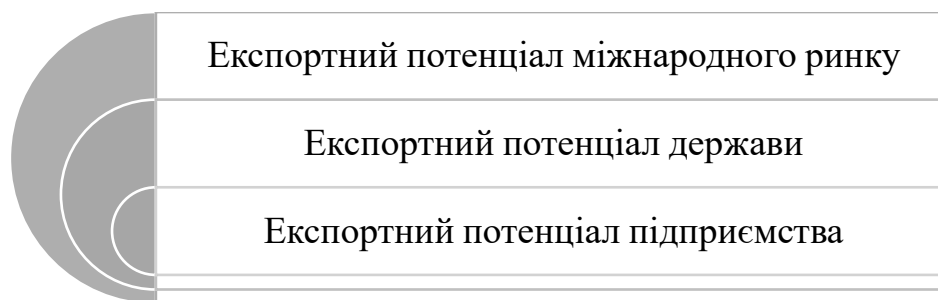 Експортний потенціал міжнародного ринку
Експортний потенціал держави
Експортний потенціал підприємства